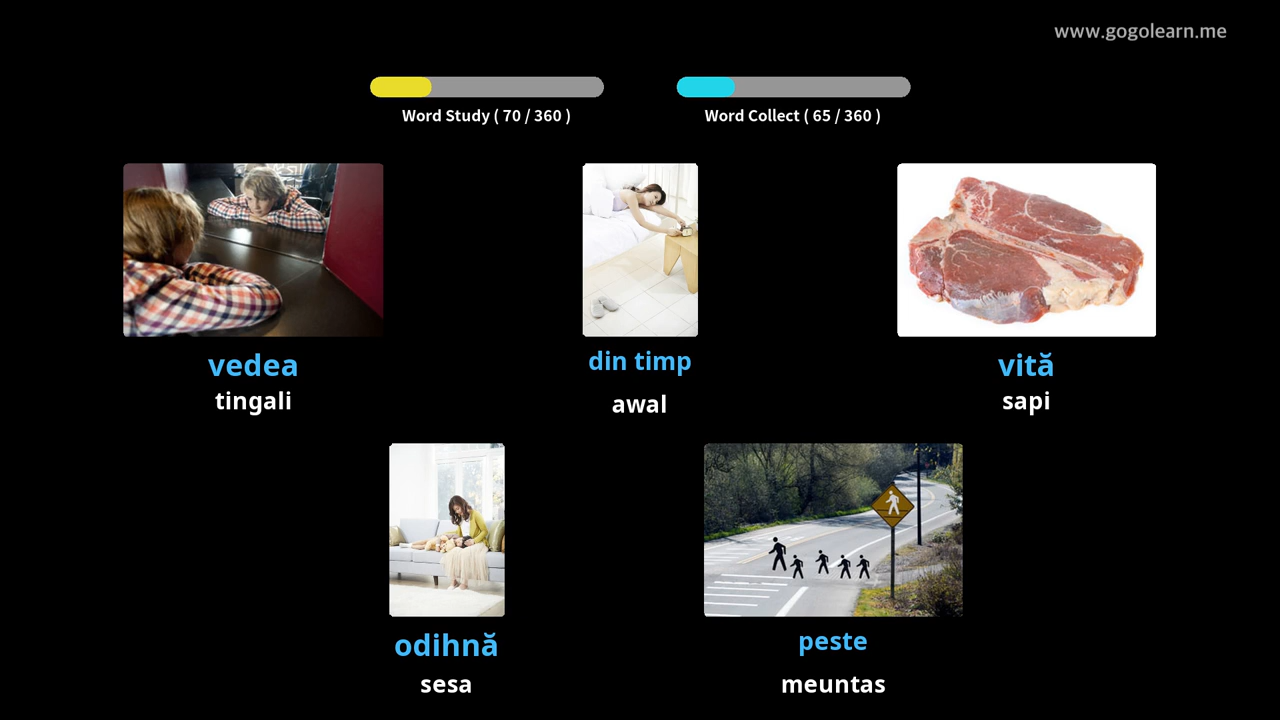 www.gogolearn.me
Word Study ( 70 / 360 )
Word Collect ( 65 / 360 )
vedea
tingali
din timp
awal
vită
sapi
odihnă
sesa
peste
meuntas